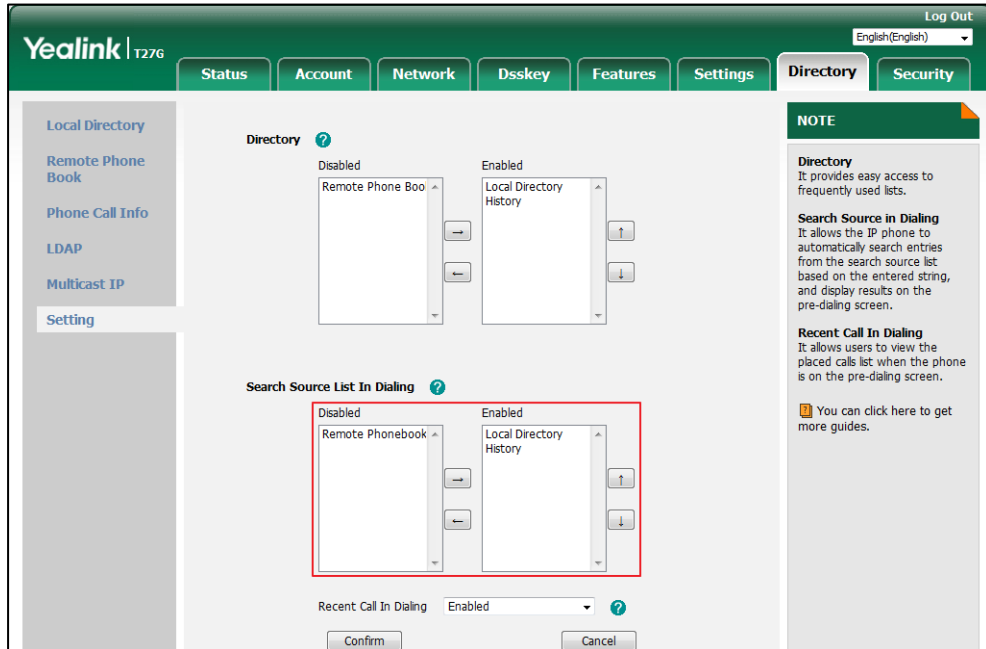 Log Out
English(English)
Yealink T27G
Status Account Network Dsskey Features Settings Directory Security
Local Directory
Remote Phone
Book
Phone Call Info
LDAP
Multicast IP
Setting
Directory ?
Disabled Enabled
Remote Phone Boo Local Directory
History
→ ↑
← ↓
Search Source List In Dialing ?
Disabled Enabled
Remote Phonebook Local Directory
History
→ ↑
← ↓
Recent Call In Dialing Enabled ?
Confirm Cancel
NOTE
Directory
It provides easy access to
frequently used lists.
Search Source in Dialing
It allows the IP phone to
automatically search entries
from the search source list
based on the entered string,
and display results on the
pre-dialing screen.
Recent Call In Dialing
It allows users to view the
placed calls list when the phone
is on the pre-dialing screen.
? You can click here to get
more guides.